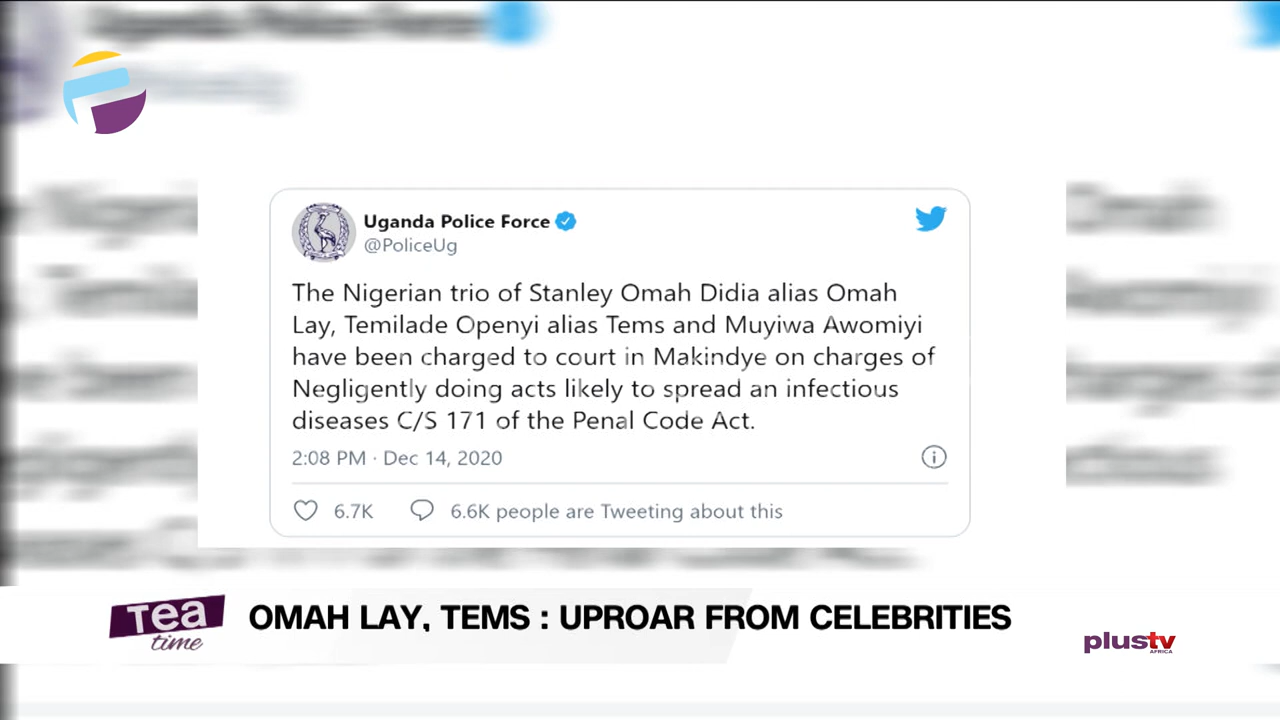 Uganda Police Force
@PoliceUg
The Nigerian trio of Stanley Omah Didia alias Omah
Lay, Temilade Openyi alias Tems and Muyiwa Awomiyi
have been charged to court in Makindye on charges of
Negligently doing acts likely to spread an infectious
diseases C/S 171 of the Penal Code Act.
2:08 PM · Dec 14, 2020
6.7K 6.6K people are Tweeting about this
Tea
time
OMAH LAY, TEMS : UPROAR FROM CELEBRITIES
plustv
AFRICA